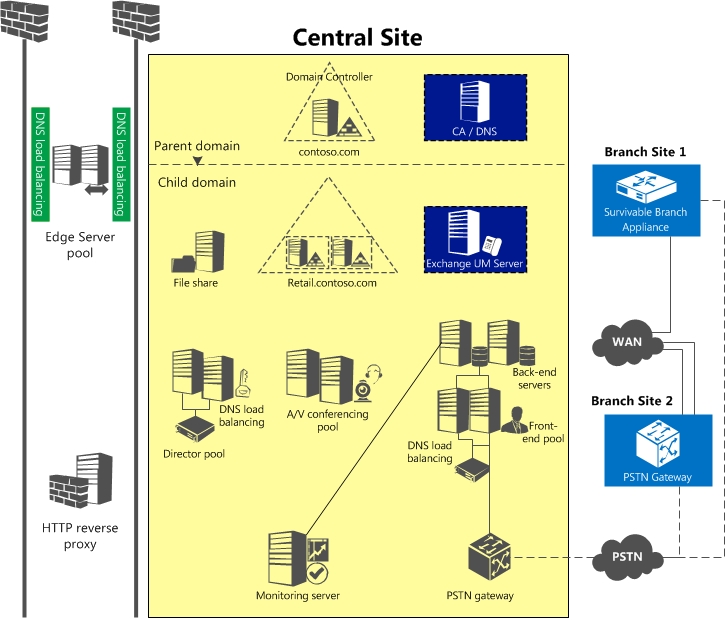 Central Site
Domain Controller
contoso.com
CA / DNS
Parent domain
Child domain
DNS load balancing
DNS load balancing
Edge Server
pool
File share
Retail.contoso.com
Exchange UM Server
Branch Site 1
Survivable Branch
Appliance
WAN
Back-end
servers
DNS load
balancing
Director pool
A/V conferencing
pool
Front-
end pool
DNS load
balancing
Branch Site 2
PSTN Gateway
HTTP reverse
proxy
Monitoring server
PSTN gateway
PSTN